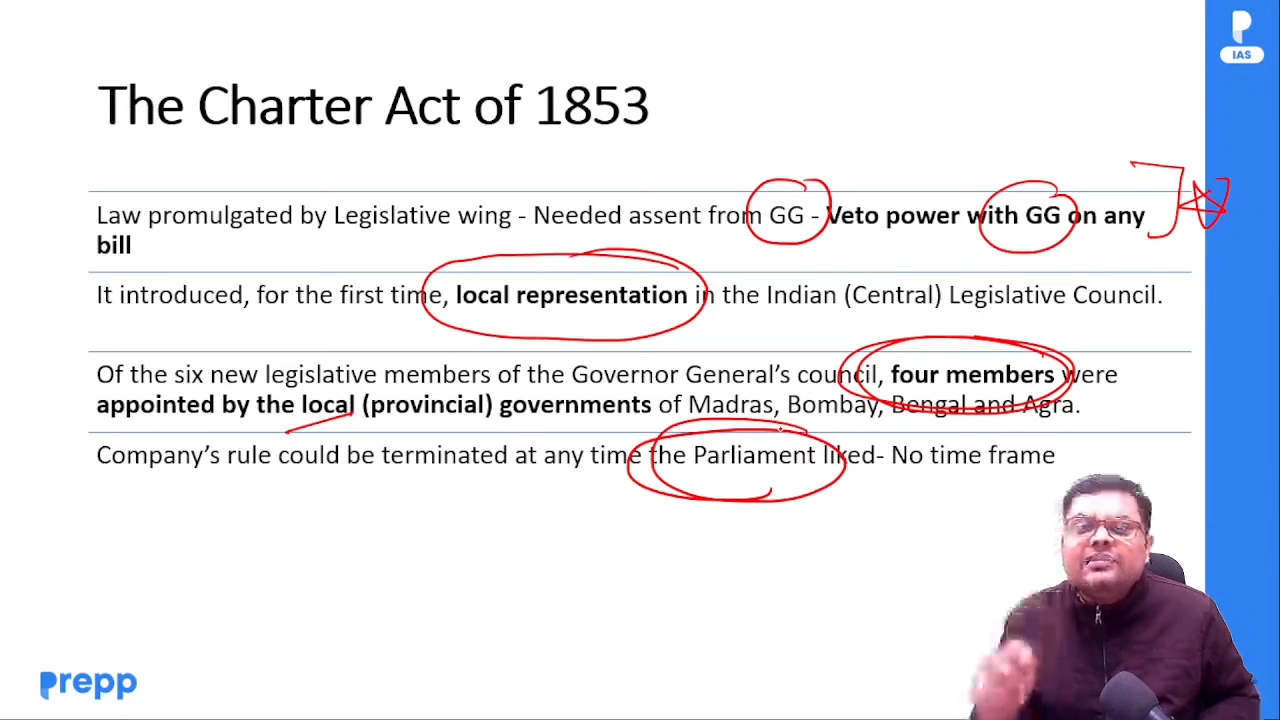 IAS
The Charter Act of 1853
Law promulgated by Legislative wing - Needed assent from GG - Veto power with GG on any
bill
It introduced, for the first time, local representation in the Indian (Central) Legislative Council.
Of the six new legislative members of the Governor General's council, four members were
appointed by the local (provincial) governments of Madras, Bombay, Bengal and Agra.
Company's rule could be terminated at any time the Parliament liked- No time frame
prepp